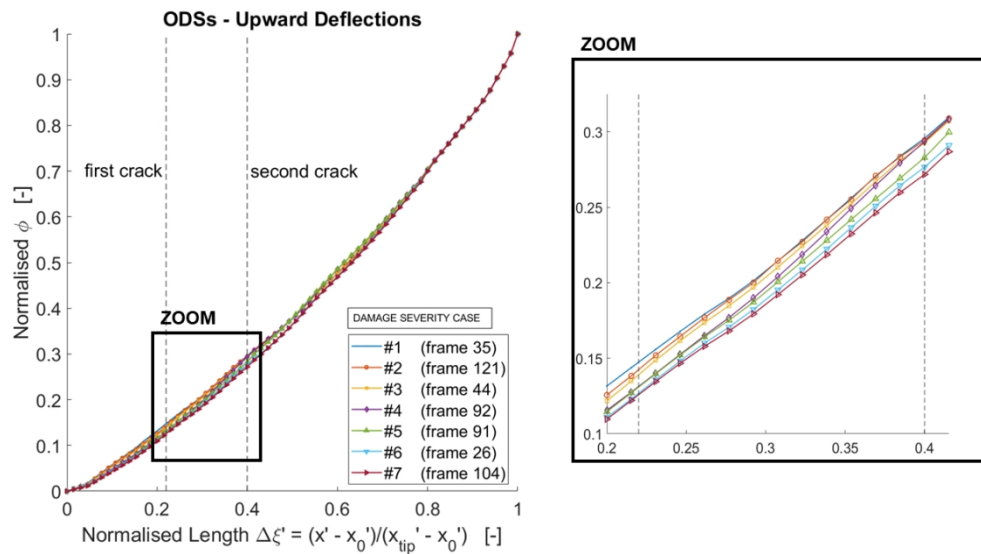 ODSs - Upward Deflections
1
0.9
0.8
0.7
0.6
0.5
0.4
0.3
0.2
0.1
0
Normalised ϕ [-]
first crack
second crack
ZOOM
DAMAGE SEVERITY CASE
#1 (frame 35)
#2 (frame 121)
#3 (frame 44)
#4 (frame 92)
#5 (frame 91)
#6 (frame 26)
#7 (frame 104)
0 0.2 0.4 0.6 0.8 1
Normalised Length Δξ' = (x' - x₀')/(x_tip' - x₀') [-]
ZOOM
0.3
0.25
0.2
0.15
0.1
0.2 0.25 0.3 0.35 0.4